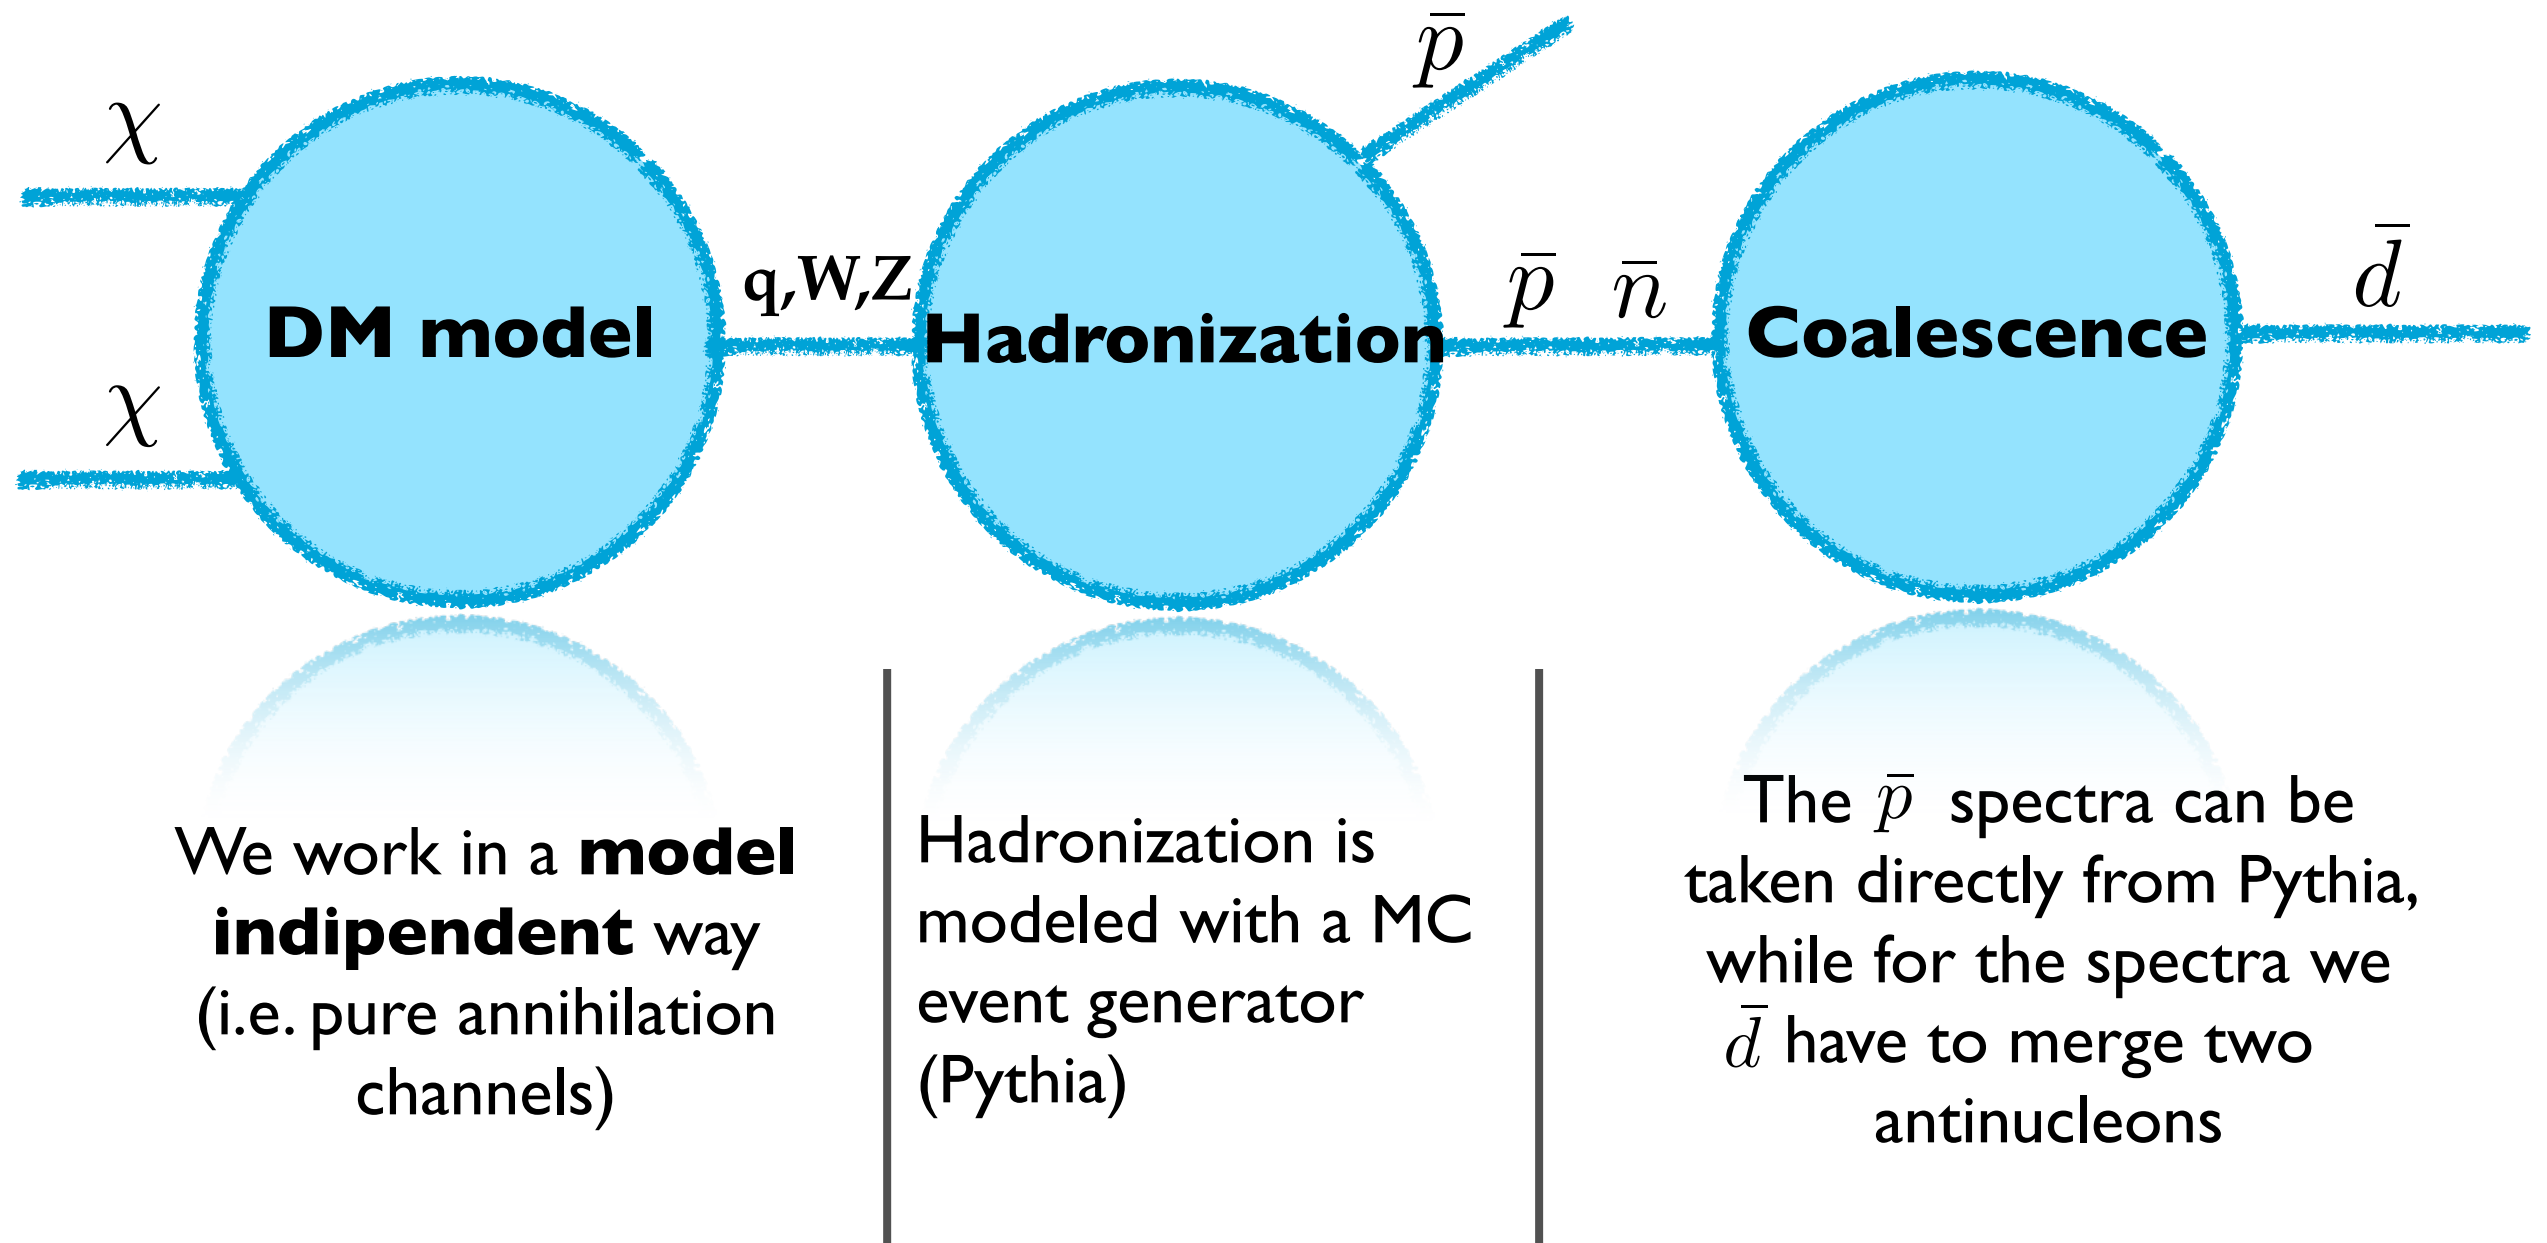 χ
χ
DM model
q,W,Z
Hadronization
p̄
p̄ n̄
Coalescence
d̄
We work in a model
indipendent way
(i.e. pure annihilation
channels)
Hadronization is
modeled with a MC
event generator
(Pythia)
The p̄ spectra can be
taken directly from Pythia,
while for the spectra we
d̄ have to merge two
antinucleons